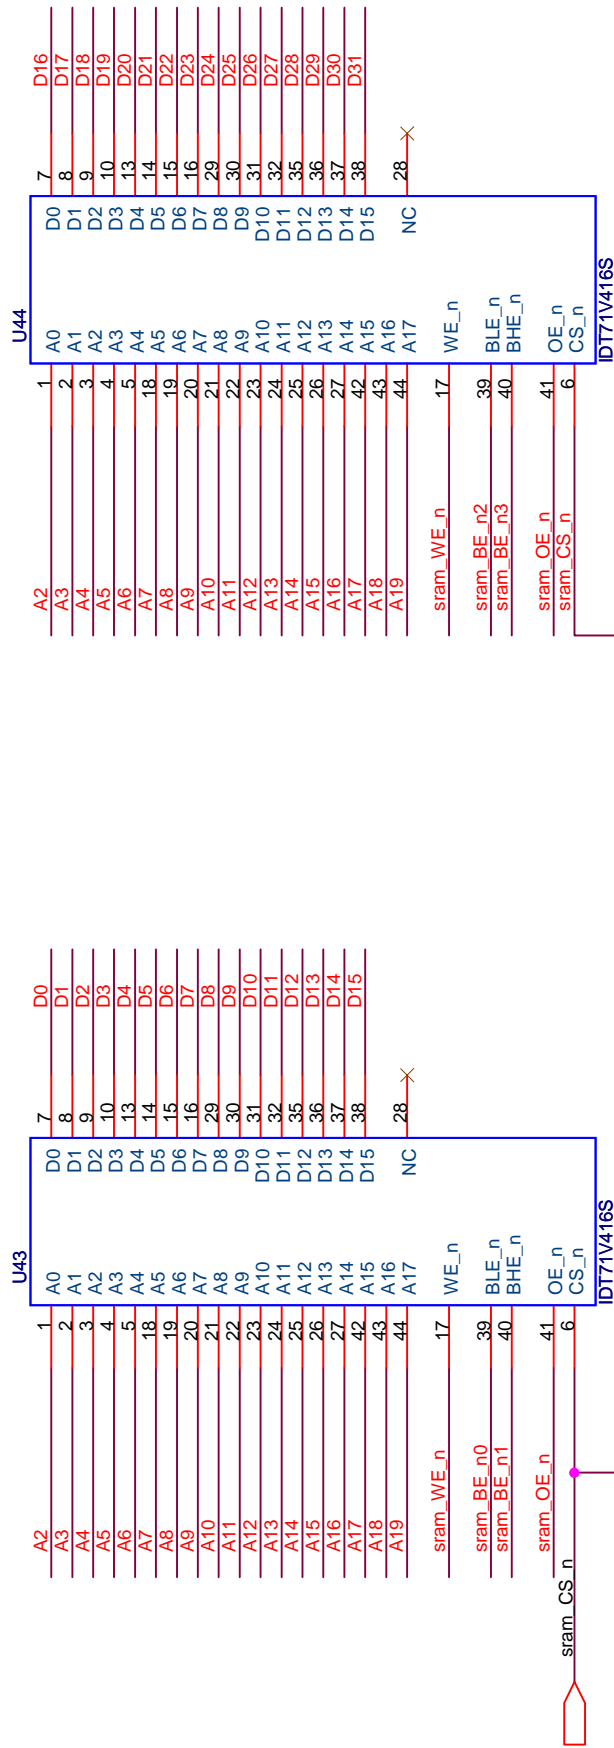 U43
A2 1 A0 D0 7 D0
A3 2 A1 D1 8 D1
A4 3 A2 D2 9 D2
A5 4 A3 D3 10 D3
A6 5 A4 D4 13 D4
A7 18 A5 D5 14 D5
A8 19 A6 D6 15 D6
A9 20 A7 D7 16 D7
A10 21 A8 D8 29 D8
A11 22 A9 D9 30 D9
A12 23 A10 D10 31 D10
A13 24 A11 D11 32 D11
A14 25 A12 D12 35 D12
A15 26 A13 D13 36 D13
A16 27 A14 D14 37 D14
A17 42 A15 D15 38 D15
A18 43 A16
A19 44 A17 NC 28
sram_WE_n 17 WE_n
sram_BE_n0 39 BLE_n
sram_BE_n1 40 BHE_n
sram_OE_n 41 OE_n
sram_CS_n 6 CS_n
IDT71V416S
U44
A2 1 A0 D0 7 D16
A3 2 A1 D1 8 D17
A4 3 A2 D2 9 D18
A5 4 A3 D3 10 D19
A6 5 A4 D4 13 D20
A7 18 A5 D5 14 D21
A8 19 A6 D6 15 D22
A9 20 A7 D7 16 D23
A10 21 A8 D8 29 D24
A11 22 A9 D9 30 D25
A12 23 A10 D10 31 D26
A13 24 A11 D11 32 D27
A14 25 A12 D12 35 D28
A15 26 A13 D13 36 D29
A16 27 A14 D14 37 D30
A17 42 A15 D15 38 D31
A18 43 A16
A19 44 A17 NC 28
sram_WE_n 17 WE_n
sram_BE_n2 39 BLE_n
sram_BE_n3 40 BHE_n
sram_OE_n 41 OE_n
sram_CS_n 6 CS_n
IDT71V416S